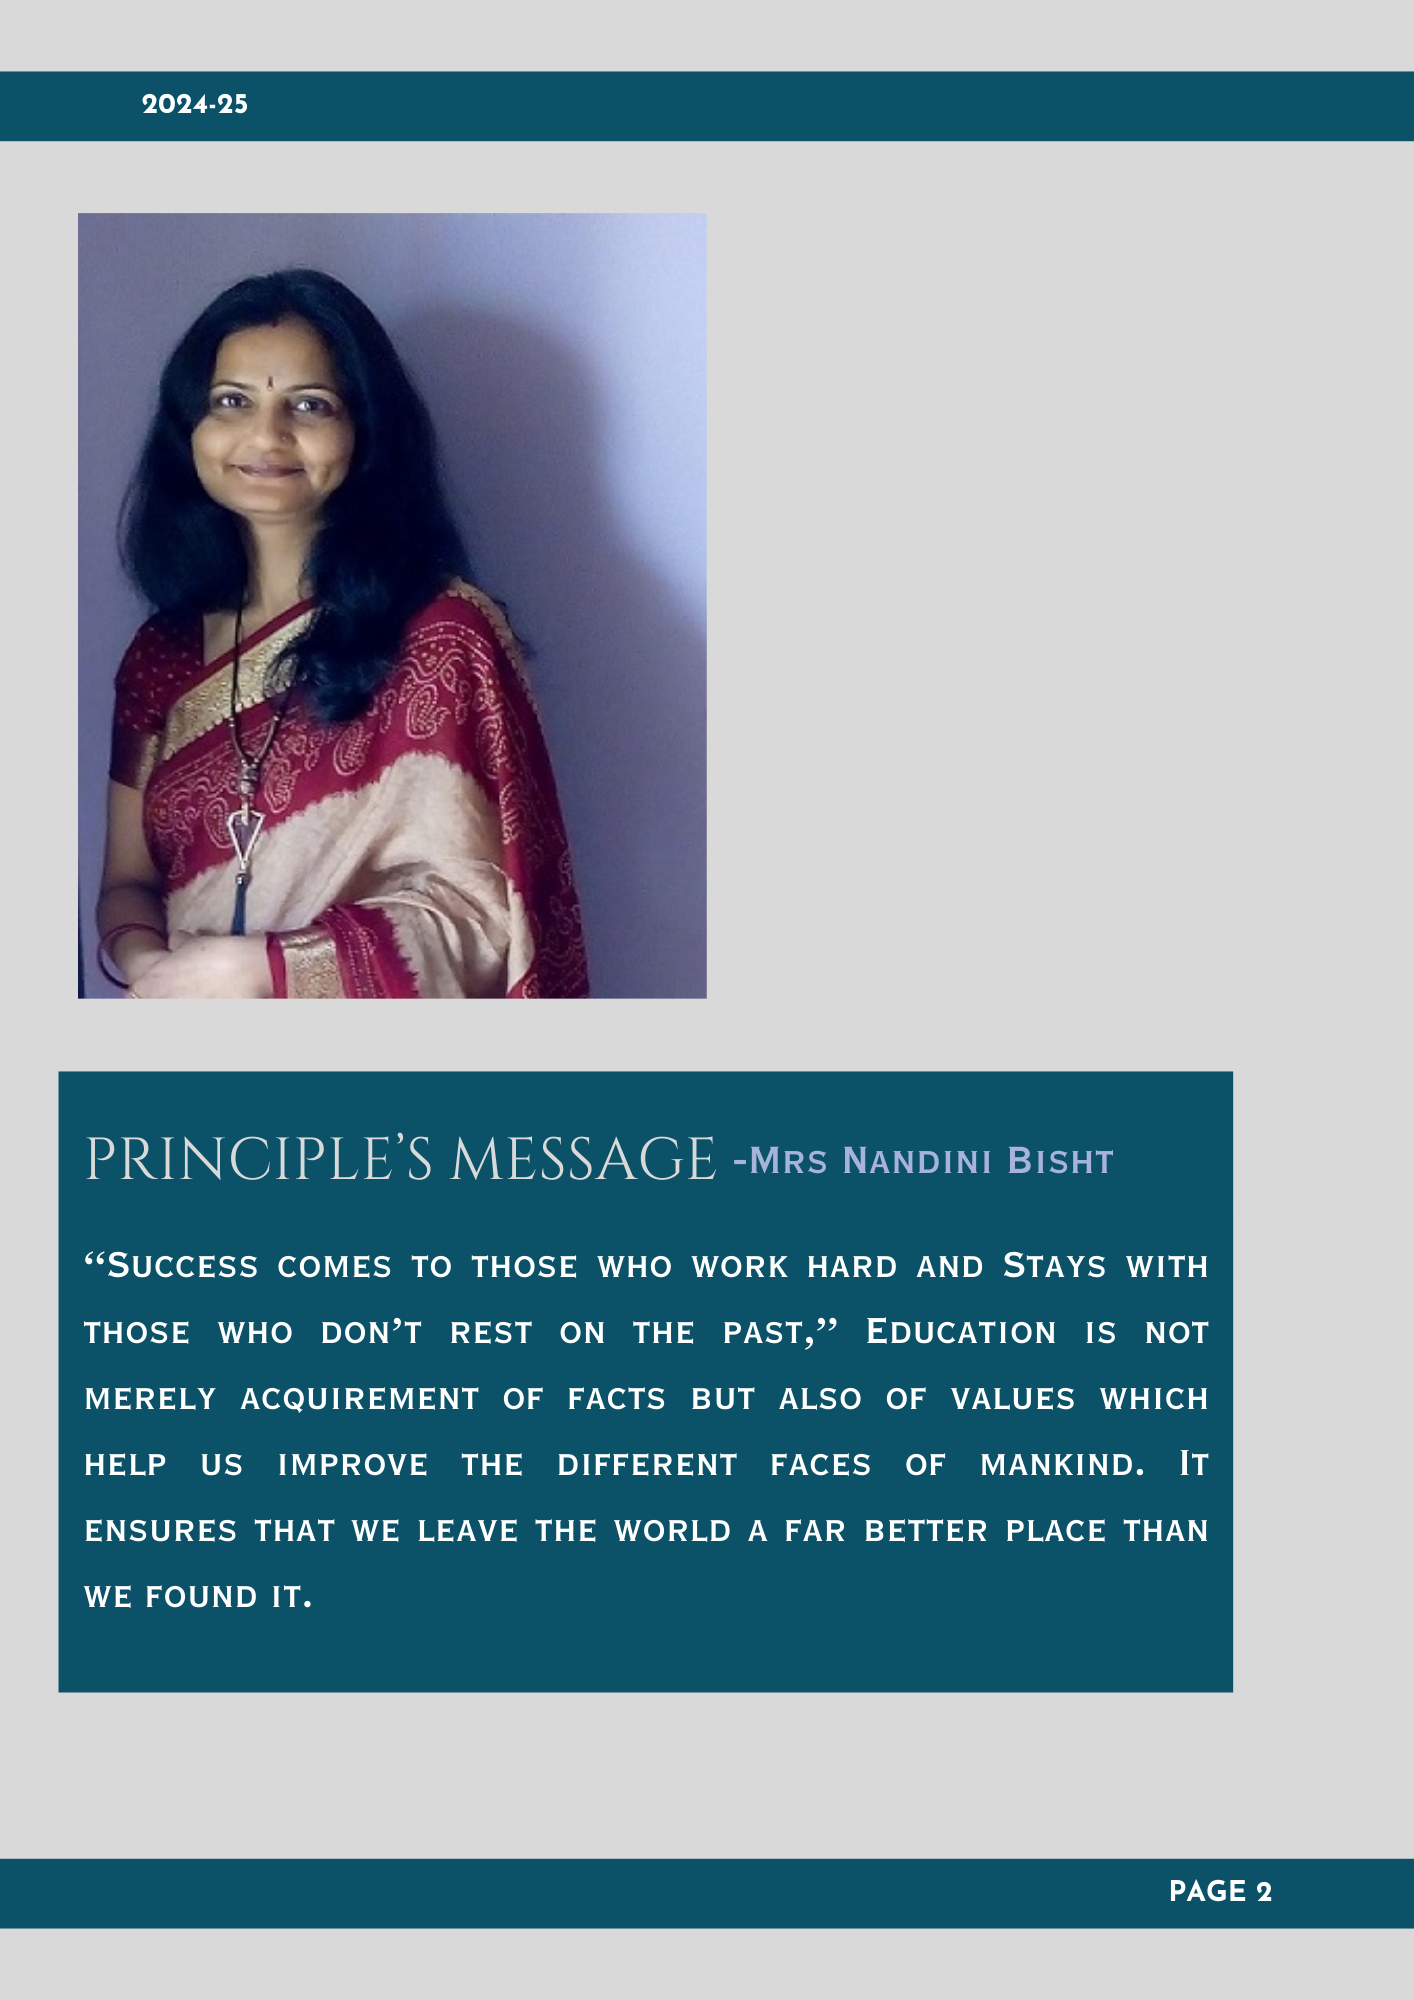 2024-25
PRINCIPLE’S MESSAGE -Mrs Nandini Bisht
“Success comes to those who work hard and Stays with
those who don’t rest on the past,” Education is not
merely acquirement of facts but also of values which
help us improve the different faces of mankind. It
ensures that we leave the world a far better place than
we found it.
PAGE 2